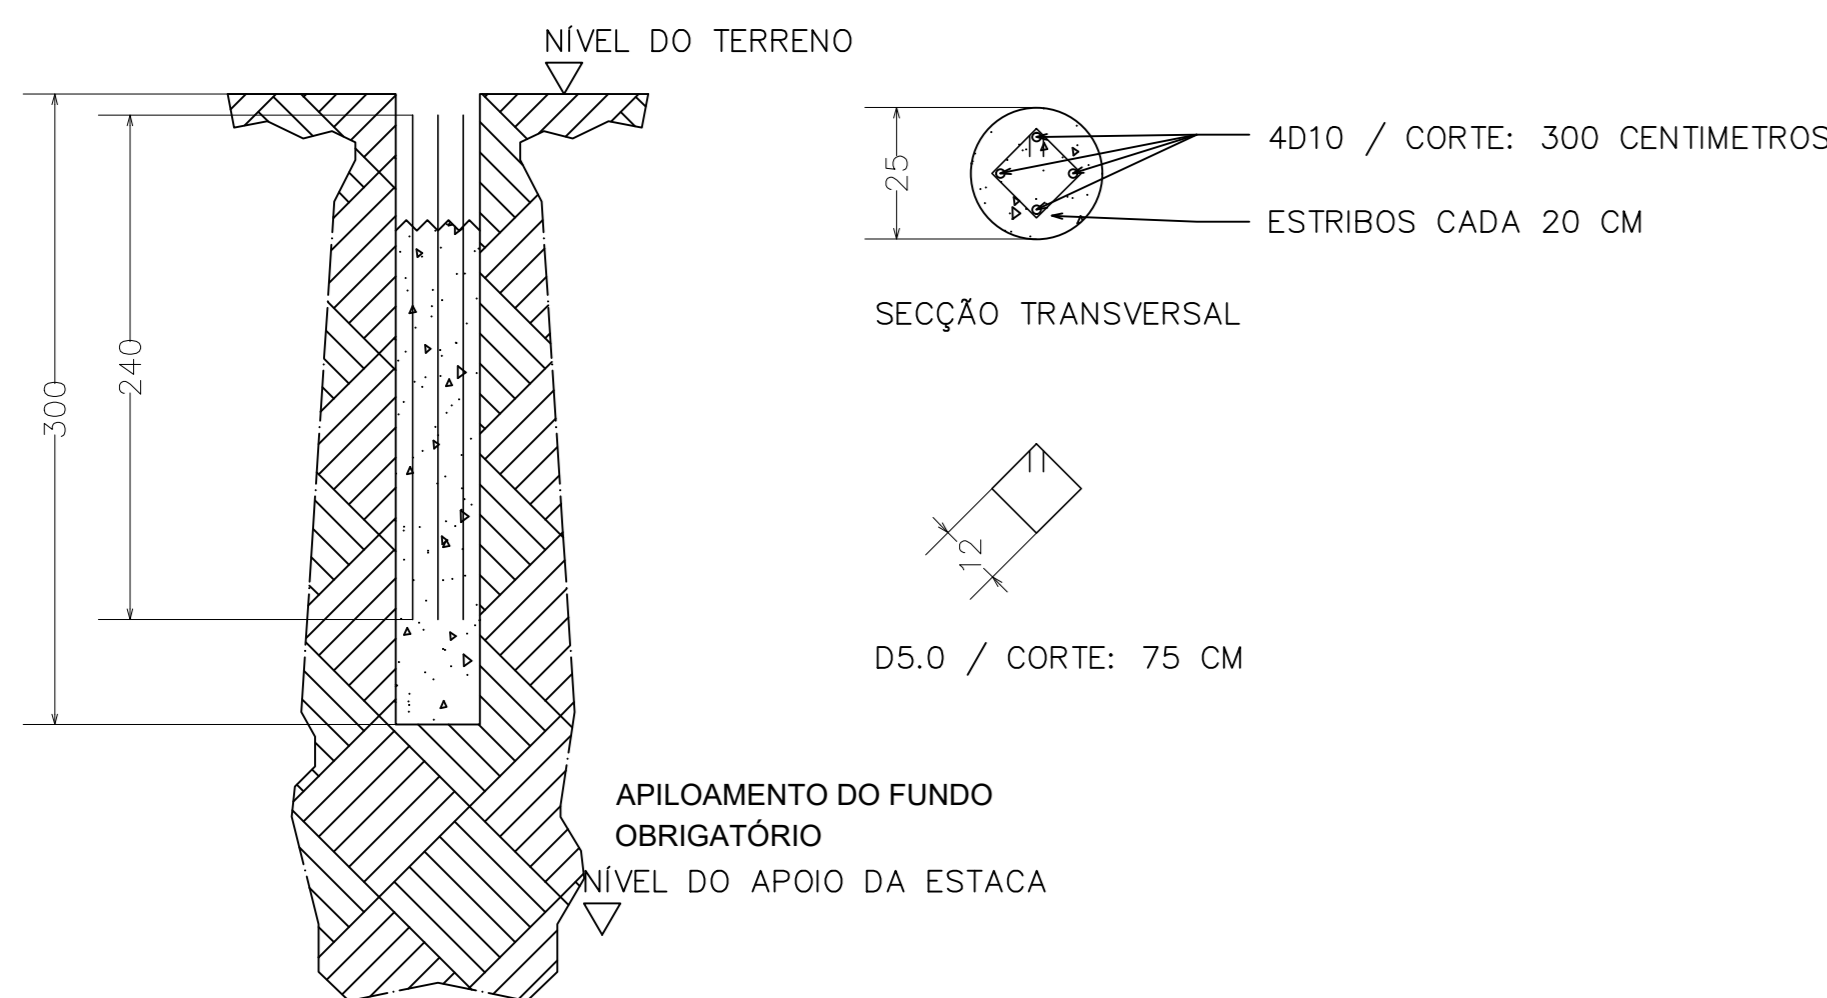 NÍVEL DO TERRENO
300
240
25
4D10 / CORTE: 300 CENTIMETROS
ESTRIBOS CADA 20 CM
SECÇÃO TRANSVERSAL
12
D5.0 / CORTE: 75 CM
APILOAMENTO DO FUNDO
OBRIGATÓRIO
NÍVEL DO APOIO DA ESTACA